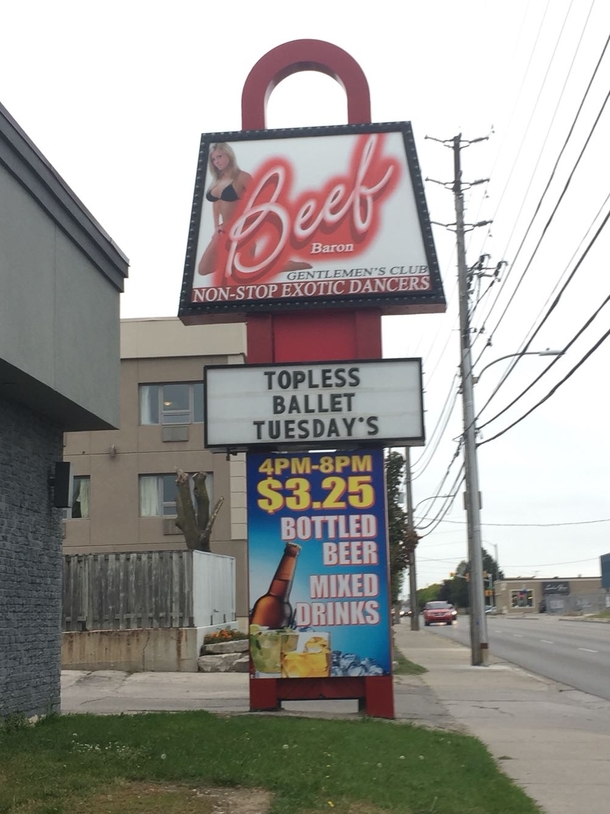 Beef
Baron
GENTLEMEN'S CLUB
NON-STOP EXOTIC DANCERS
TOPLESS
BALLET
TUESDAY'S
4PM-8PM
$3.25
BOTTLED
BEER
MIXED
DRINKS